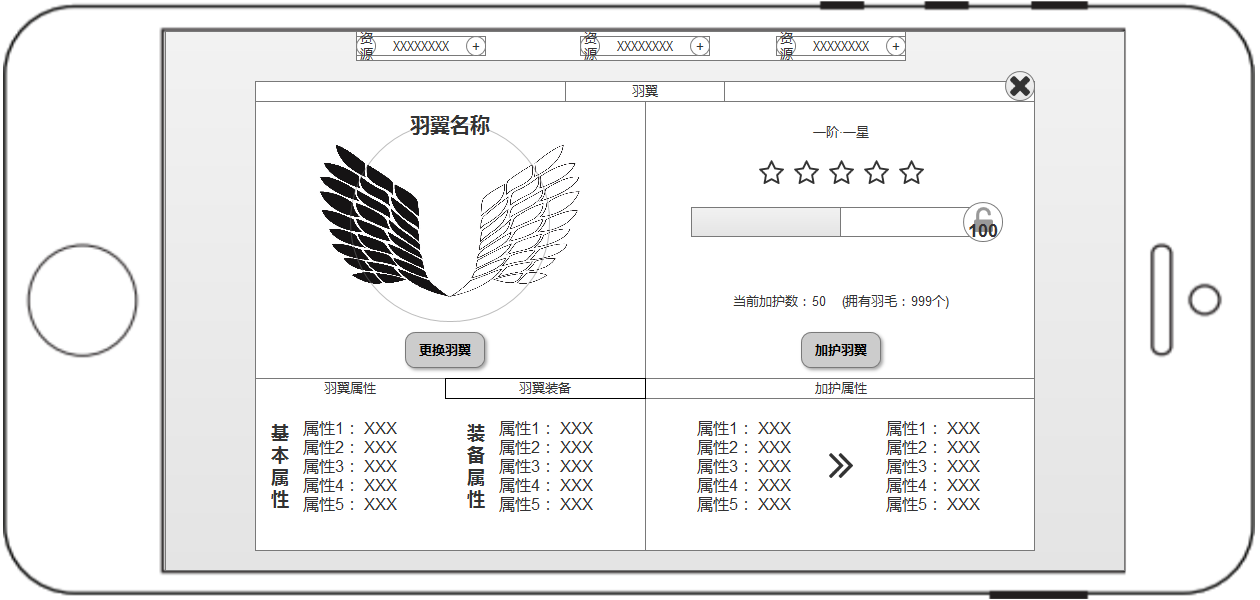 资源 XXXXXXXX + 资源 XXXXXXXX + 资源 XXXXXXXX +
羽翼
羽翼名称
一阶·一星
100
当前加护数：50 (拥有羽毛：999个)
更换羽翼
加护羽翼
羽翼属性 羽翼装备 加护属性
基本属性
属性1： XXX
属性2： XXX
属性3： XXX
属性4： XXX
属性5： XXX
装备属性
属性1： XXX
属性2： XXX
属性3： XXX
属性4： XXX
属性5： XXX
属性1： XXX
属性2： XXX
属性3： XXX
属性4： XXX
属性5： XXX
属性1： XXX
属性2： XXX
属性3： XXX
属性4： XXX
属性5： XXX